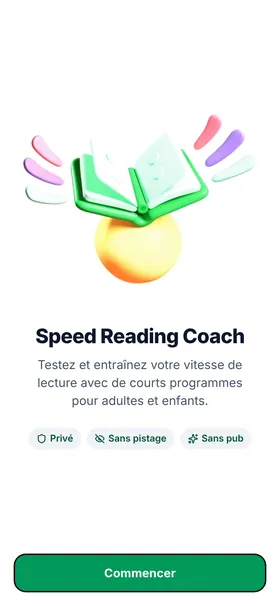 Speed Reading Coach
Testez et entraînez votre vitesse de
lecture avec de courts programmes
pour adultes et enfants.
Privé Sans pistage Sans pub
Commencer